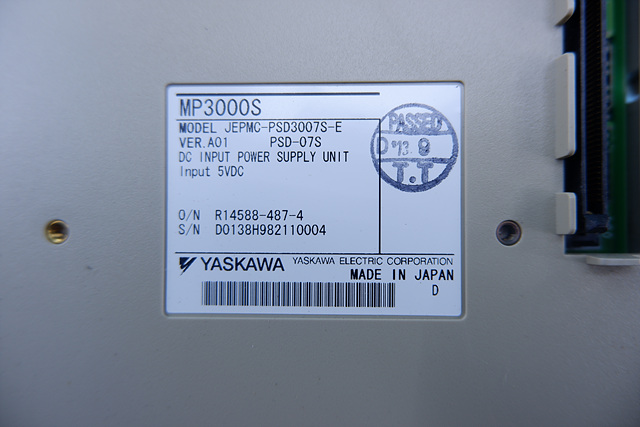 MP3000S
MODEL JEPMC-PSD3007S-E
VER.A01 PSD-07S
DC INPUT POWER SUPPLY UNIT
Input 5VDC
PASSED
'13. 9
T.T
O/N R14588-487-4
S/N D0138H982110004
YASKAWA YASKAWA ELECTRIC CORPORATION
MADE IN JAPAN
D